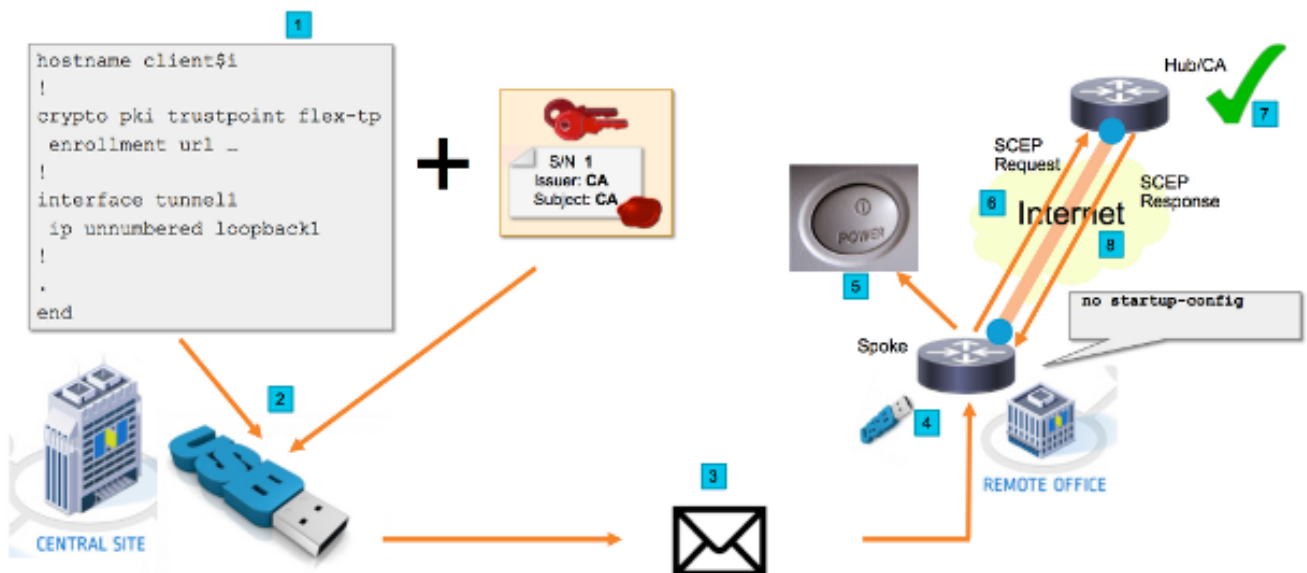 1
hostname client$i
!
crypto pki trustpoint flex-tp
enrollment url …
!
interface tunnel1
ip unnumbered loopback1
!
.
end
S/N 1
Issuer: CA
Subject: CA
2
USB
CENTRAL SITE
3
Hub/CA
7
SCEP
Request
SCEP
Response
6
Internet
8
POWER
5
no startup-config
Spoke
4
REMOTE OFFICE